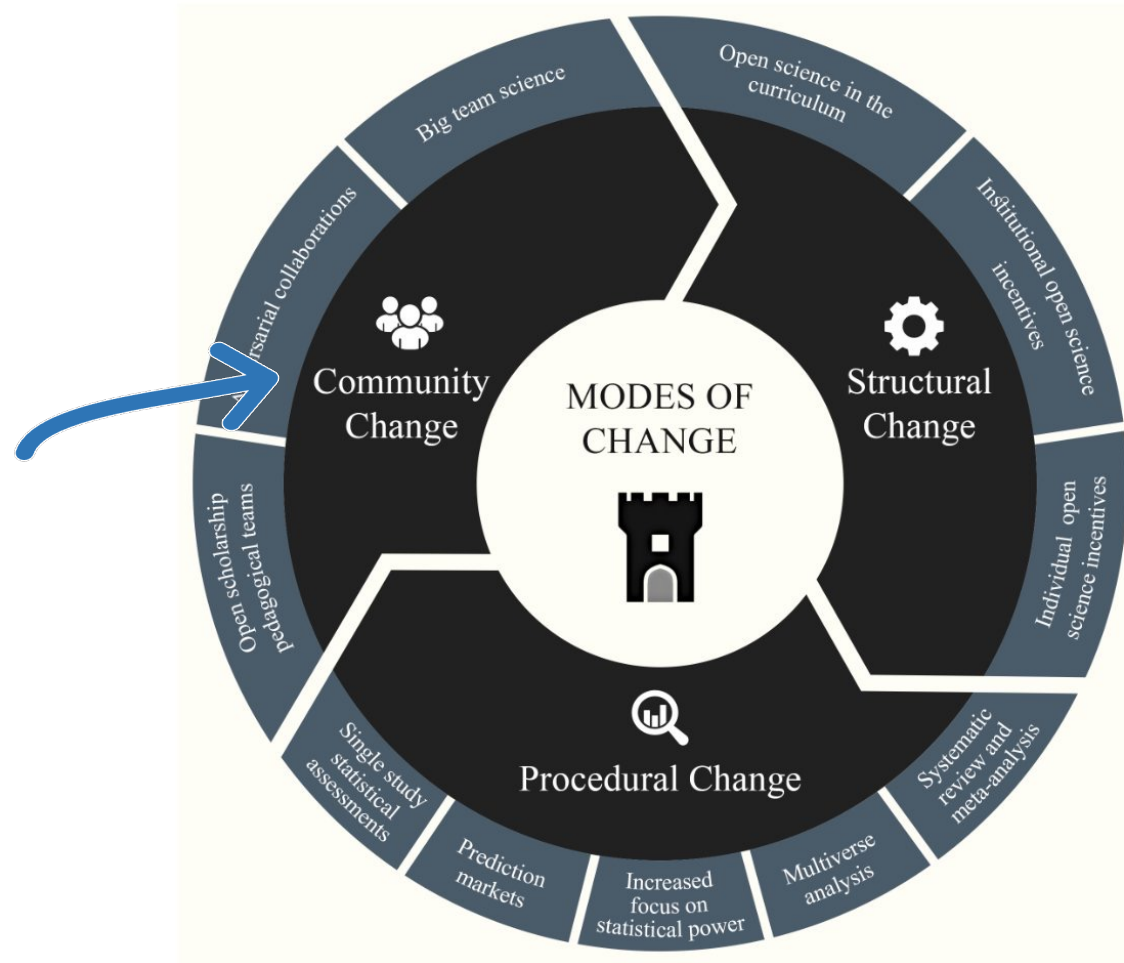 MODES OF
CHANGE
Community
Change
Structural
Change
Procedural Change
Big team science
collaborations
Open scholarship
pedagogical teams
Open science in the
curriculum
Institutional open science
incentives
Individual open
science incentives
Systematic
review and
meta-analysis
Multiverse
analysis
Increased
focus on
statistical power
Prediction
markets
Single study
statistical
assessments